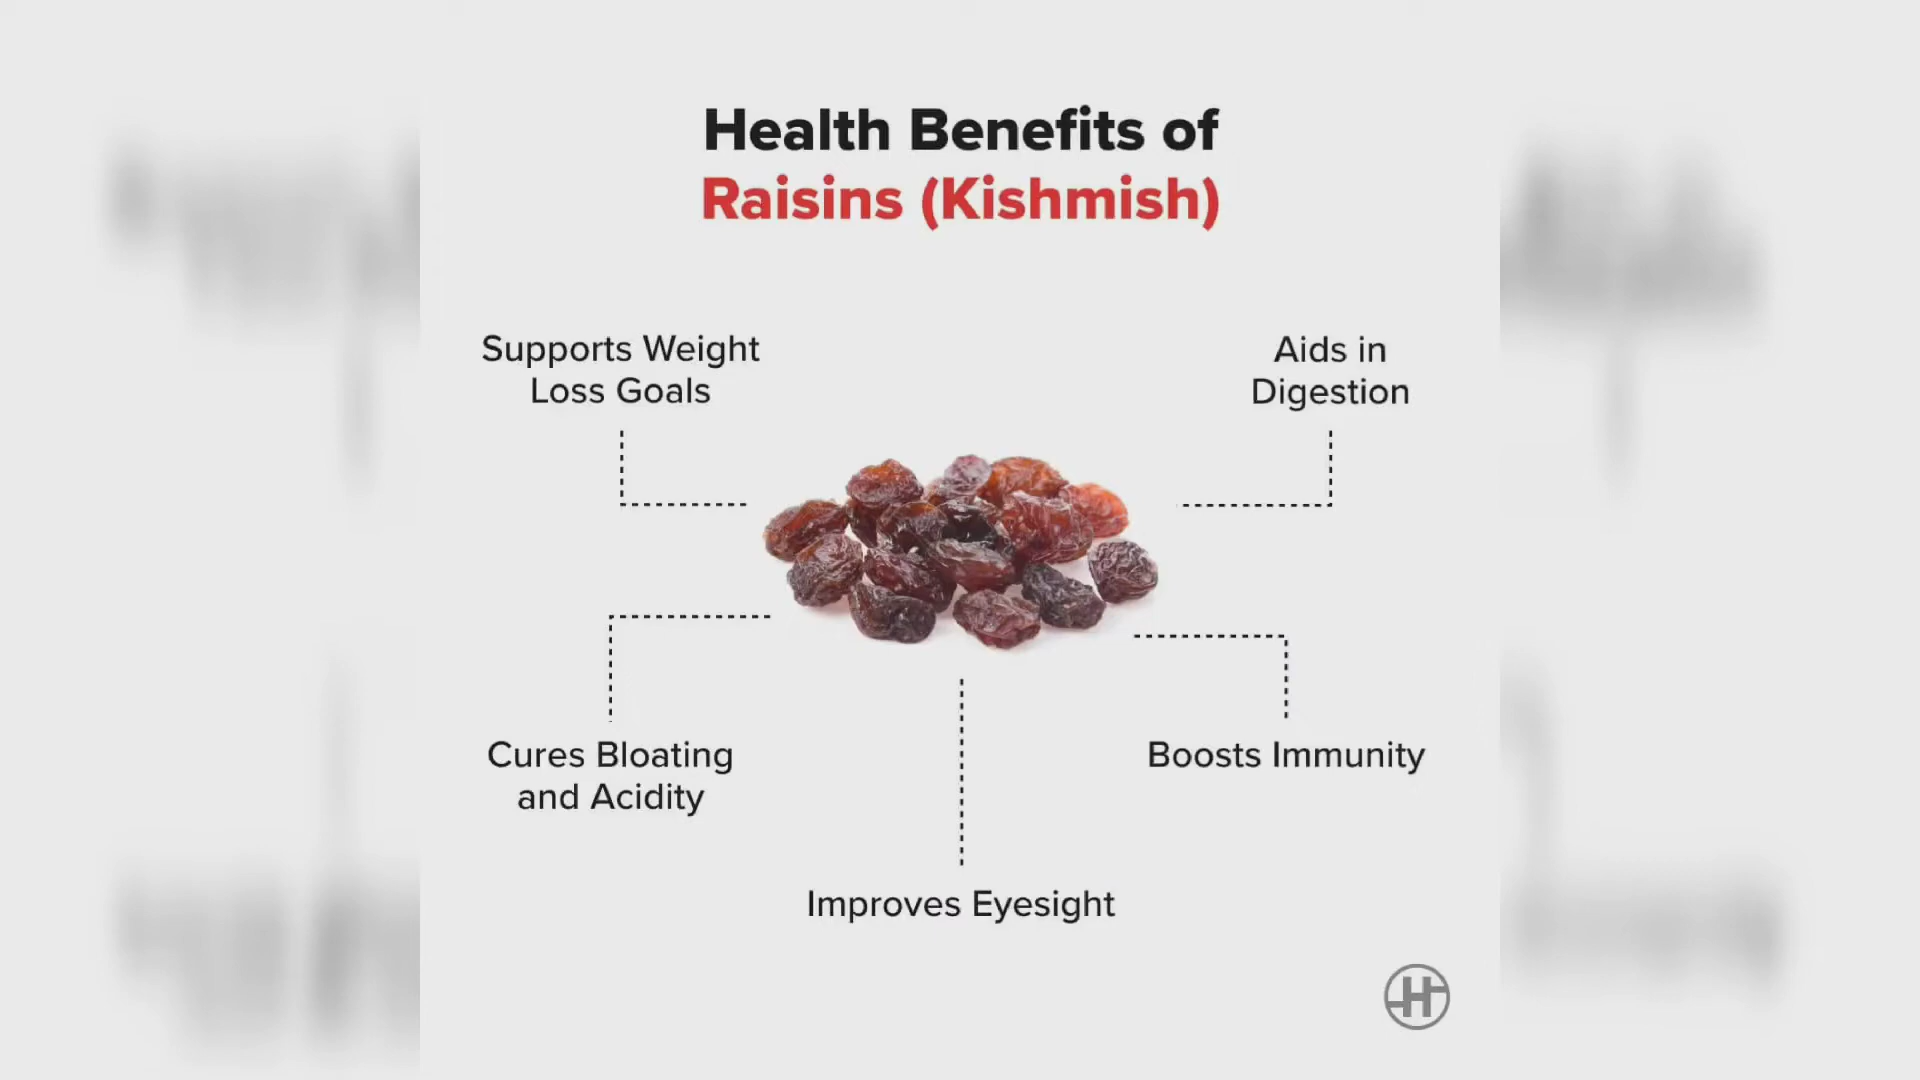 Health Benefits of
Raisins (Kishmish)
Supports Weight
Loss Goals
Aids in
Digestion
Cures Bloating
and Acidity
Boosts Immunity
Improves Eyesight
H